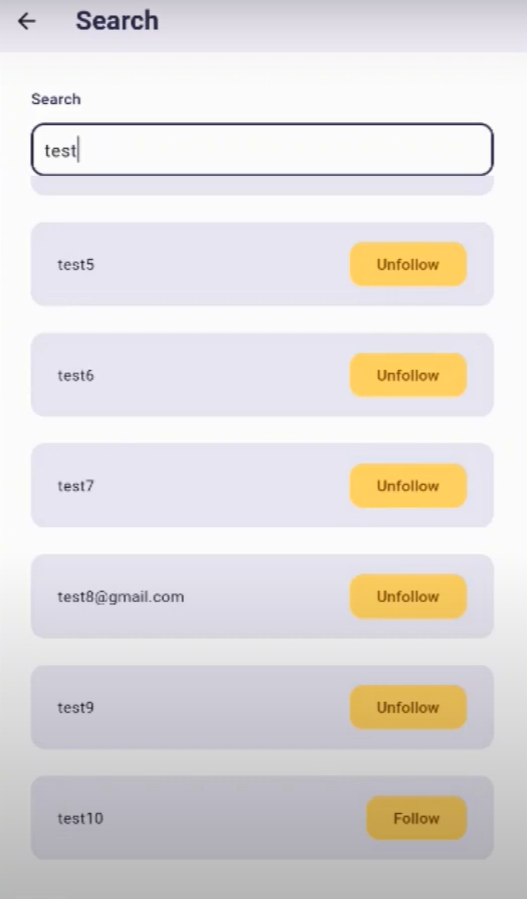 Search
Search
test
test5 Unfollow
test6 Unfollow
test7 Unfollow
test8@gmail.com Unfollow
test9 Unfollow
test10 Follow